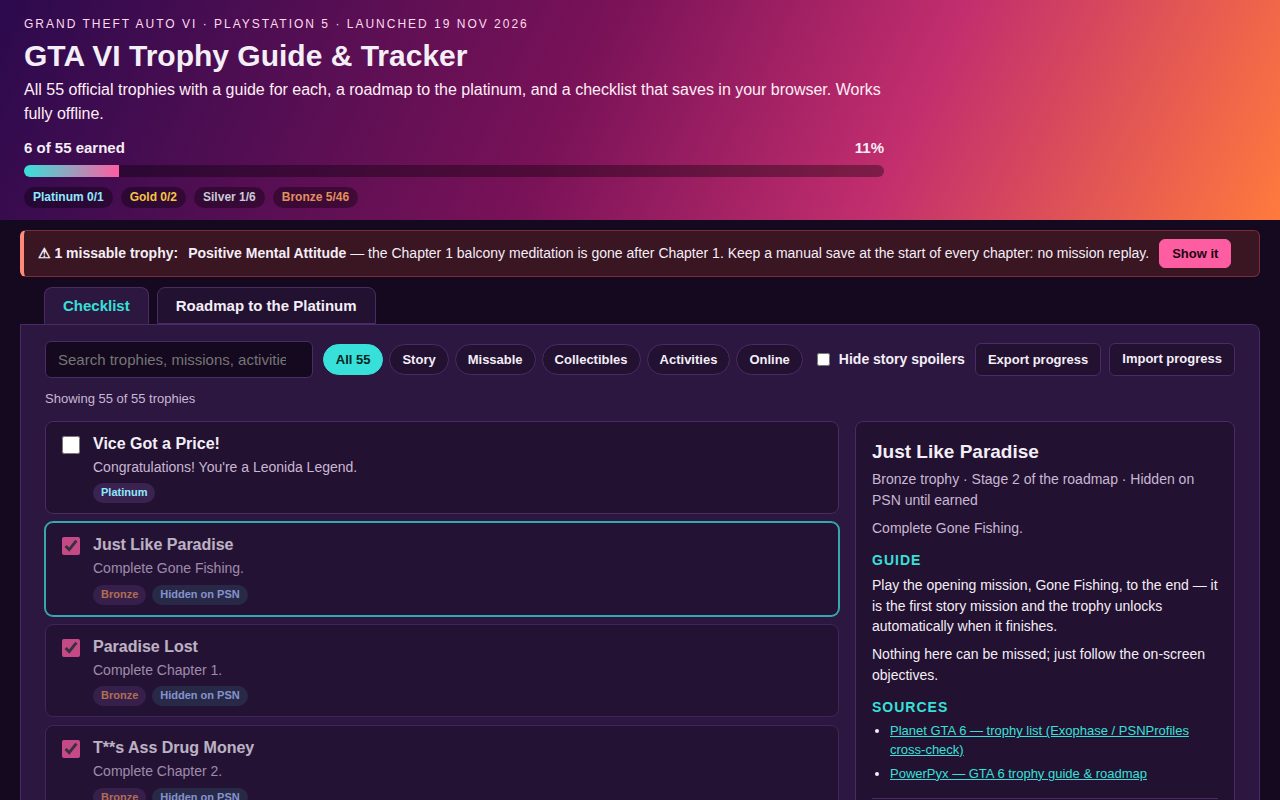 GRAND THEFT AUTO VI · PLAYSTATION 5 · LAUNCHED 19 NOV 2026
GTA VI Trophy Guide & Tracker
All 55 official trophies with a guide for each, a roadmap to the platinum, and a checklist that saves in your browser. Works
fully offline.
6 of 55 earned 11%
Platinum 0/1 Gold 0/2 Silver 1/6 Bronze 5/46
⚠ 1 missable trophy: Positive Mental Attitude — the Chapter 1 balcony meditation is gone after Chapter 1. Keep a manual save at the start of every chapter: no mission replay. Show it
Checklist Roadmap to the Platinum
Search trophies, missions, activitie All 55 Story Missable Collectibles Activities Online Hide story spoilers Export progress Import progress
Showing 55 of 55 trophies
Vice Got a Price!
Congratulations! You're a Leonida Legend.
Platinum
Just Like Paradise
Complete Gone Fishing.
Bronze Hidden on PSN
Paradise Lost
Complete Chapter 1.
Bronze Hidden on PSN
T**s Ass Drug Money
Complete Chapter 2.
Bronze Hidden on PSN
Just Like Paradise
Bronze trophy · Stage 2 of the roadmap · Hidden on
PSN until earned
Complete Gone Fishing.
GUIDE
Play the opening mission, Gone Fishing, to the end — it
is the first story mission and the trophy unlocks
automatically when it finishes.
Nothing here can be missed; just follow the on-screen
objectives.
SOURCES
• Planet GTA 6 — trophy list (Exophase / PSNProfiles
cross-check)
• PowerPyx — GTA 6 trophy guide & roadmap